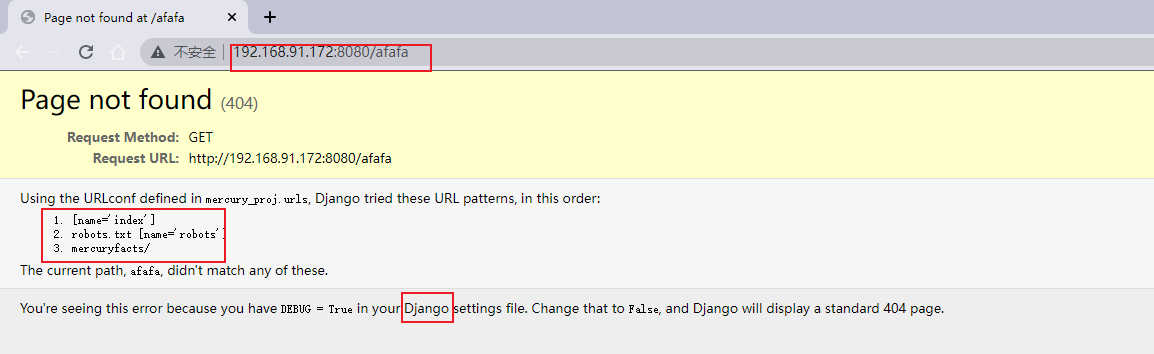 Page not found at /afafa
不安全 192.168.91.172:8080/afafa
Page not found (404)
Request Method: GET
Request URL: http://192.168.91.172:8080/afafa
Using the URLconf defined in mercury_proj.urls, Django tried these URL patterns, in this order:
1. [name='index']
2. robots.txt [name='robots']
3. mercuryfacts/
The current path, afafa, didn't match any of these.
You're seeing this error because you have DEBUG = True in your Django settings file. Change that to False, and Django will display a standard 404 page.